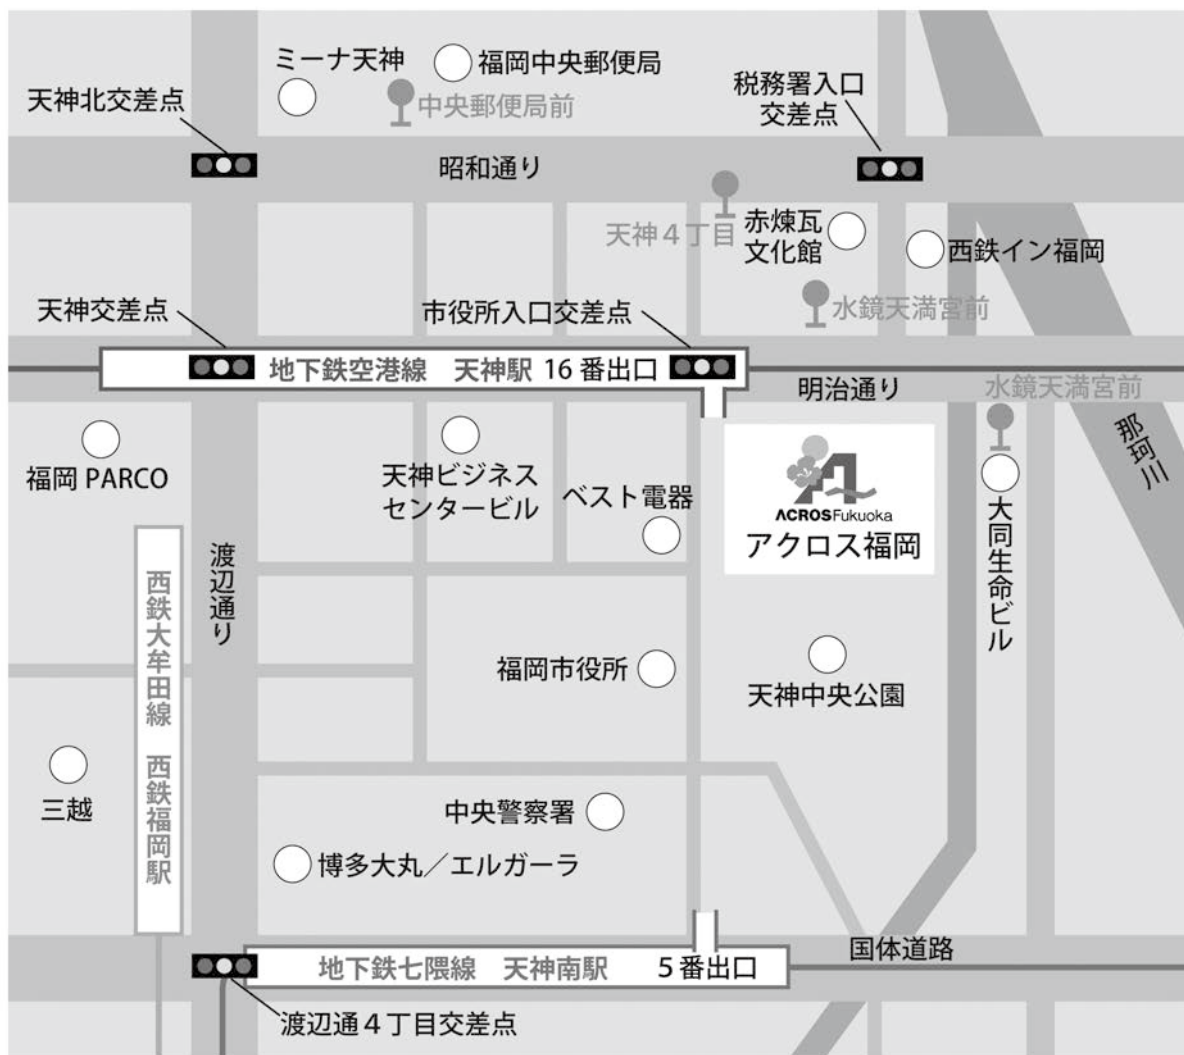 ミーナ天神
福岡中央郵便局
天神北交差点
中央郵便局前
税務署入口
交差点
昭和通り
天神4丁目
赤煉瓦
文化館
西鉄イン福岡
水鏡天満宮前
天神交差点
市役所入口交差点
地下鉄空港線　天神駅 16 番出口
明治通り
水鏡天満宮前
那珂川
福岡 PARCO
天神ビジネス
センタービル
ベスト電器
ACROS Fukuoka
アクロス福岡
大同生命ビル
渡辺通り
西鉄大牟田線　西鉄福岡駅
福岡市役所
天神中央公園
三越
中央警察署
博多大丸／エルガーラ
国体道路
地下鉄七隈線　天神南駅　5 番出口
渡辺通4丁目交差点